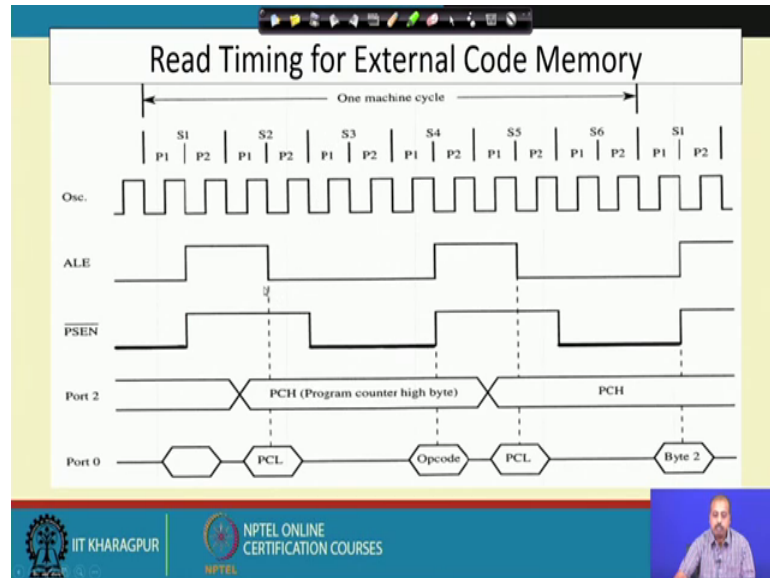 Read Timing for External Code Memory
One machine cycle
S1 S2 S3 S4 S5 S6 S1
P1 P2 P1 P2 P1 P2 P1 P2 P1 P2 P1 P2 P1 P2
Osc.
ALE
PSEN
Port 2 PCH (Program counter high byte) PCH
Port 0 PCL Opcode PCL Byte 2
IIT KHARAGPUR
NPTEL ONLINE
CERTIFICATION COURSES
NPTEL